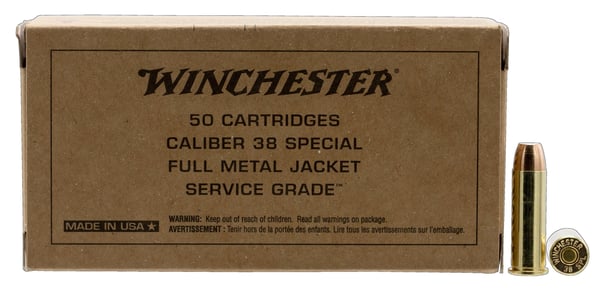 WINCHESTER®
50 CARTRIDGES
CALIBER 38 SPECIAL
FULL METAL JACKET
SERVICE GRADE™
MADE IN USA ★
WARNING: Keep out of reach of children. Read all warnings on package.
AVERTISSEMENT : Tenir hors de la portée des enfants. Lire tous les avertissements sur l'emballage.
WINCHESTER
38 SPL